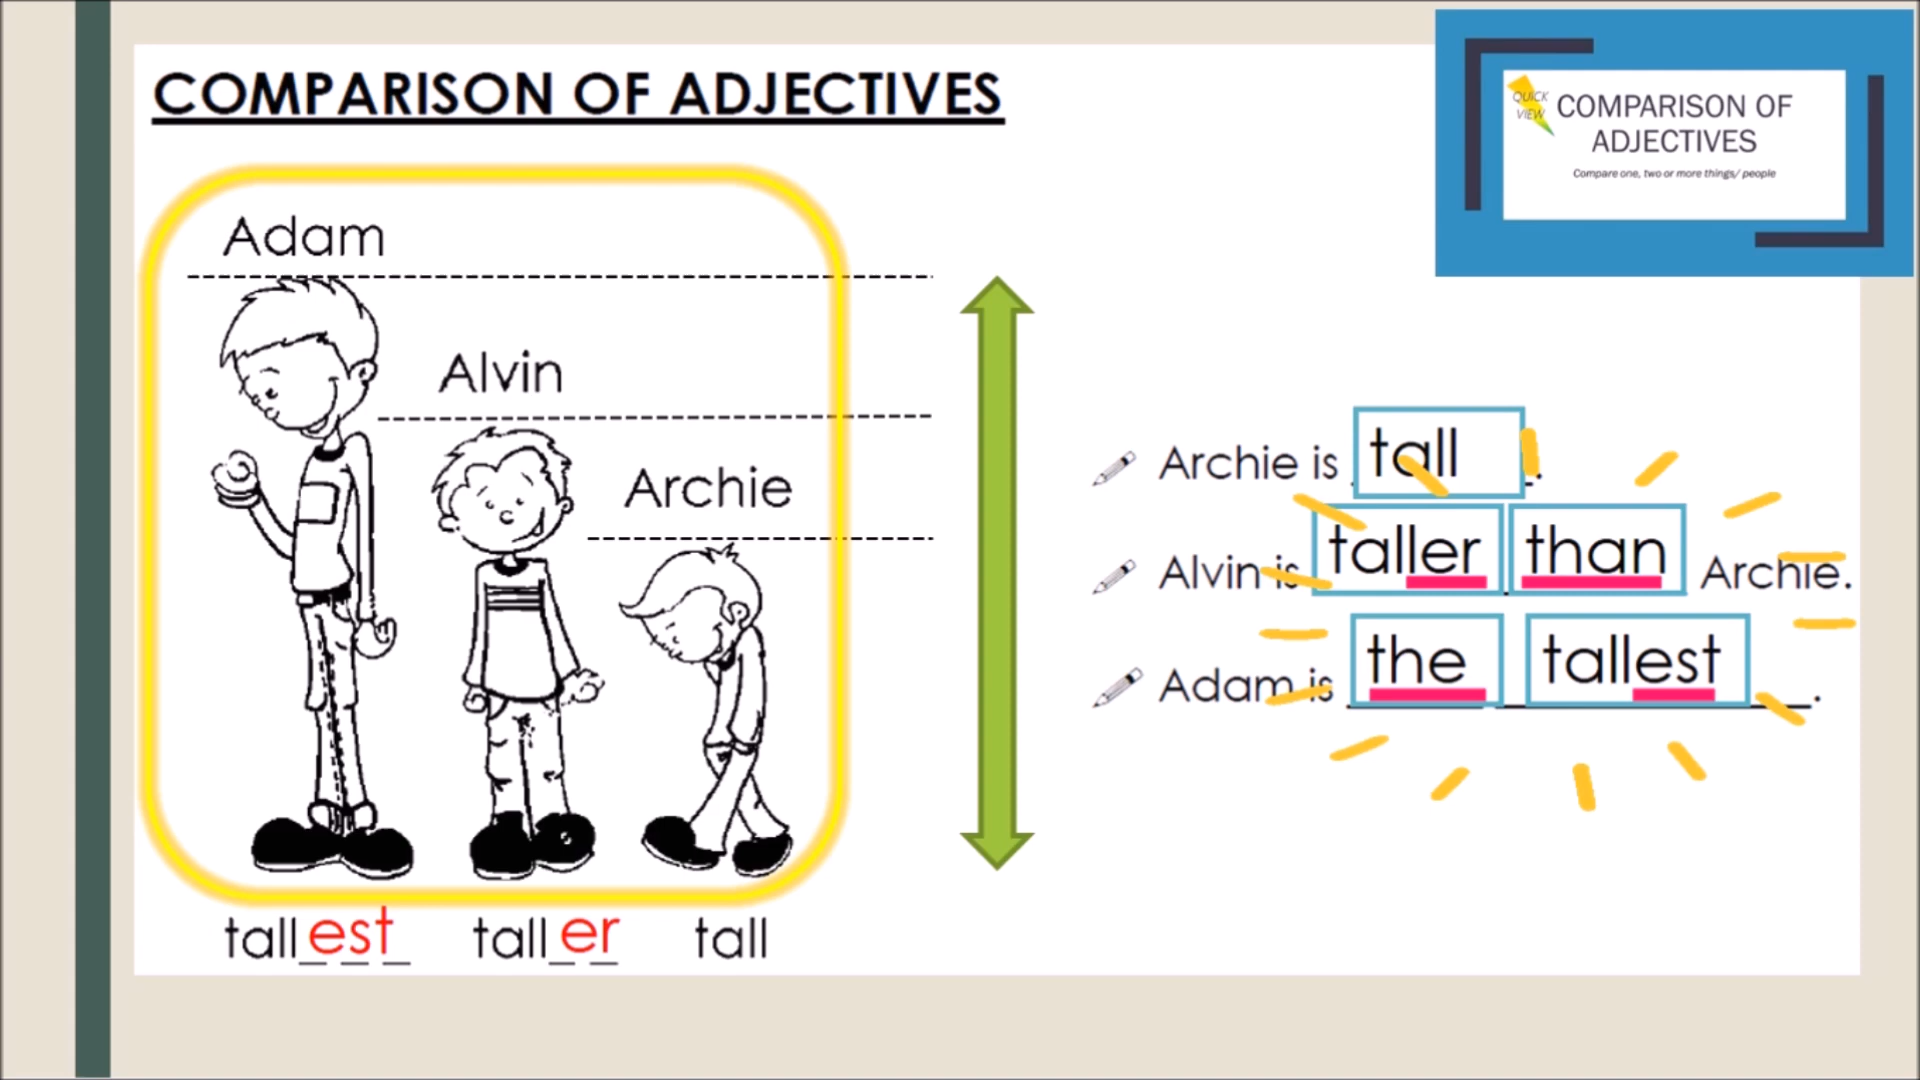 COMPARISON OF ADJECTIVES
QUICK
VIEW
COMPARISON OF
ADJECTIVES
Compare one, two or more things/ people
Adam
Alvin
Archie
tallest
taller
tall
Archie is tall.
Alvin is taller than Archie.
Adam is the tallest.